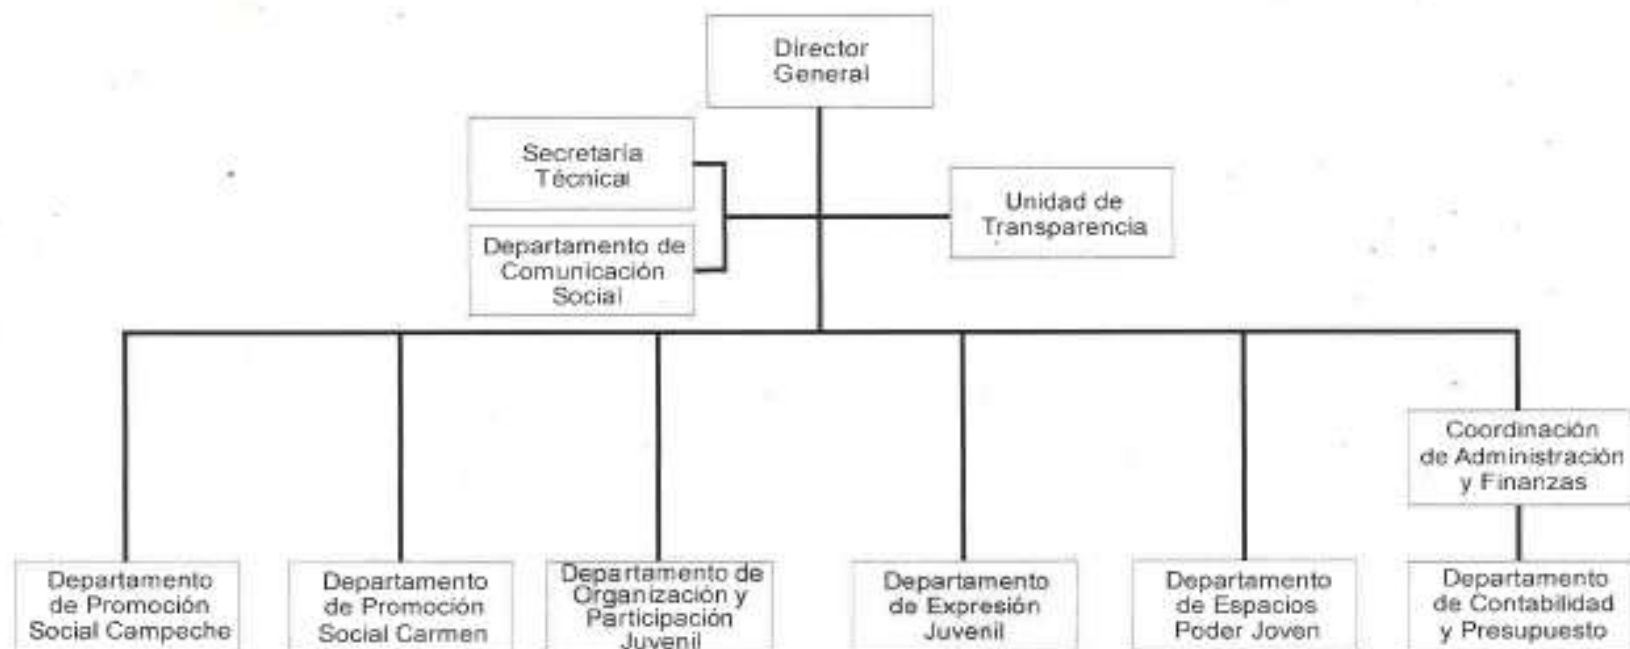 Director
General
Secretaría
Técnical
Departamento de
Comunicación
Social
Unidad de
Transparencia
Coordinación
de Administración
y Finanzas
Departamento
de Promoción
Social Campeche
Departamento
de Promoción
Social Carmen
Departamento de
Organización y
Participación
Juvenil
Departamento
de Expresión
Juvenil
Departamento
de Espacios
Poder Joven
Departamento
de Contabilidad
y Presupuesto